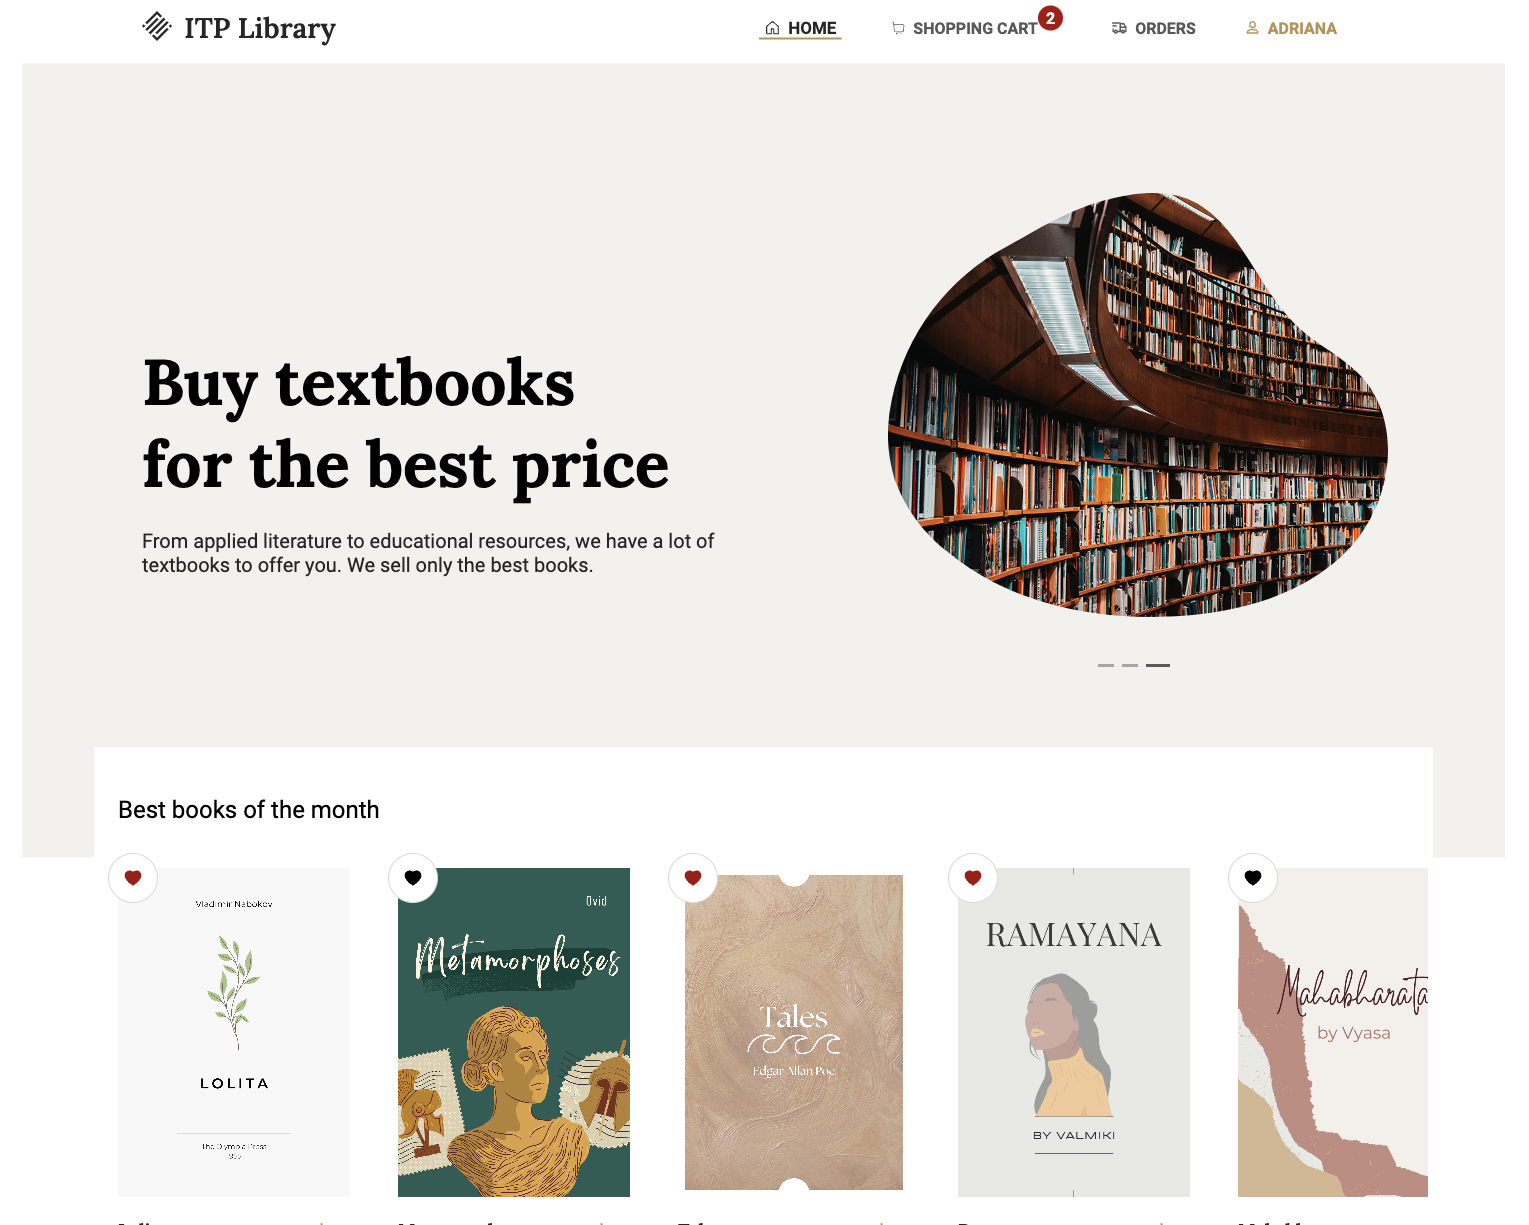 ITP Library
HOME
SHOPPING CART
2
ORDERS
ADRIANA
Buy textbooks
for the best price
From applied literature to educational resources, we have a lot of
textbooks to offer you. We sell only the best books.
Best books of the month
Vladimir Nabokov
LOLITA
The Olympia Press
1955
Ovid
Metamorphoses
Tales
Edgar Allan Poe
RAMAYANA
BY VALMIKI
Mahabharata
by Vyasa